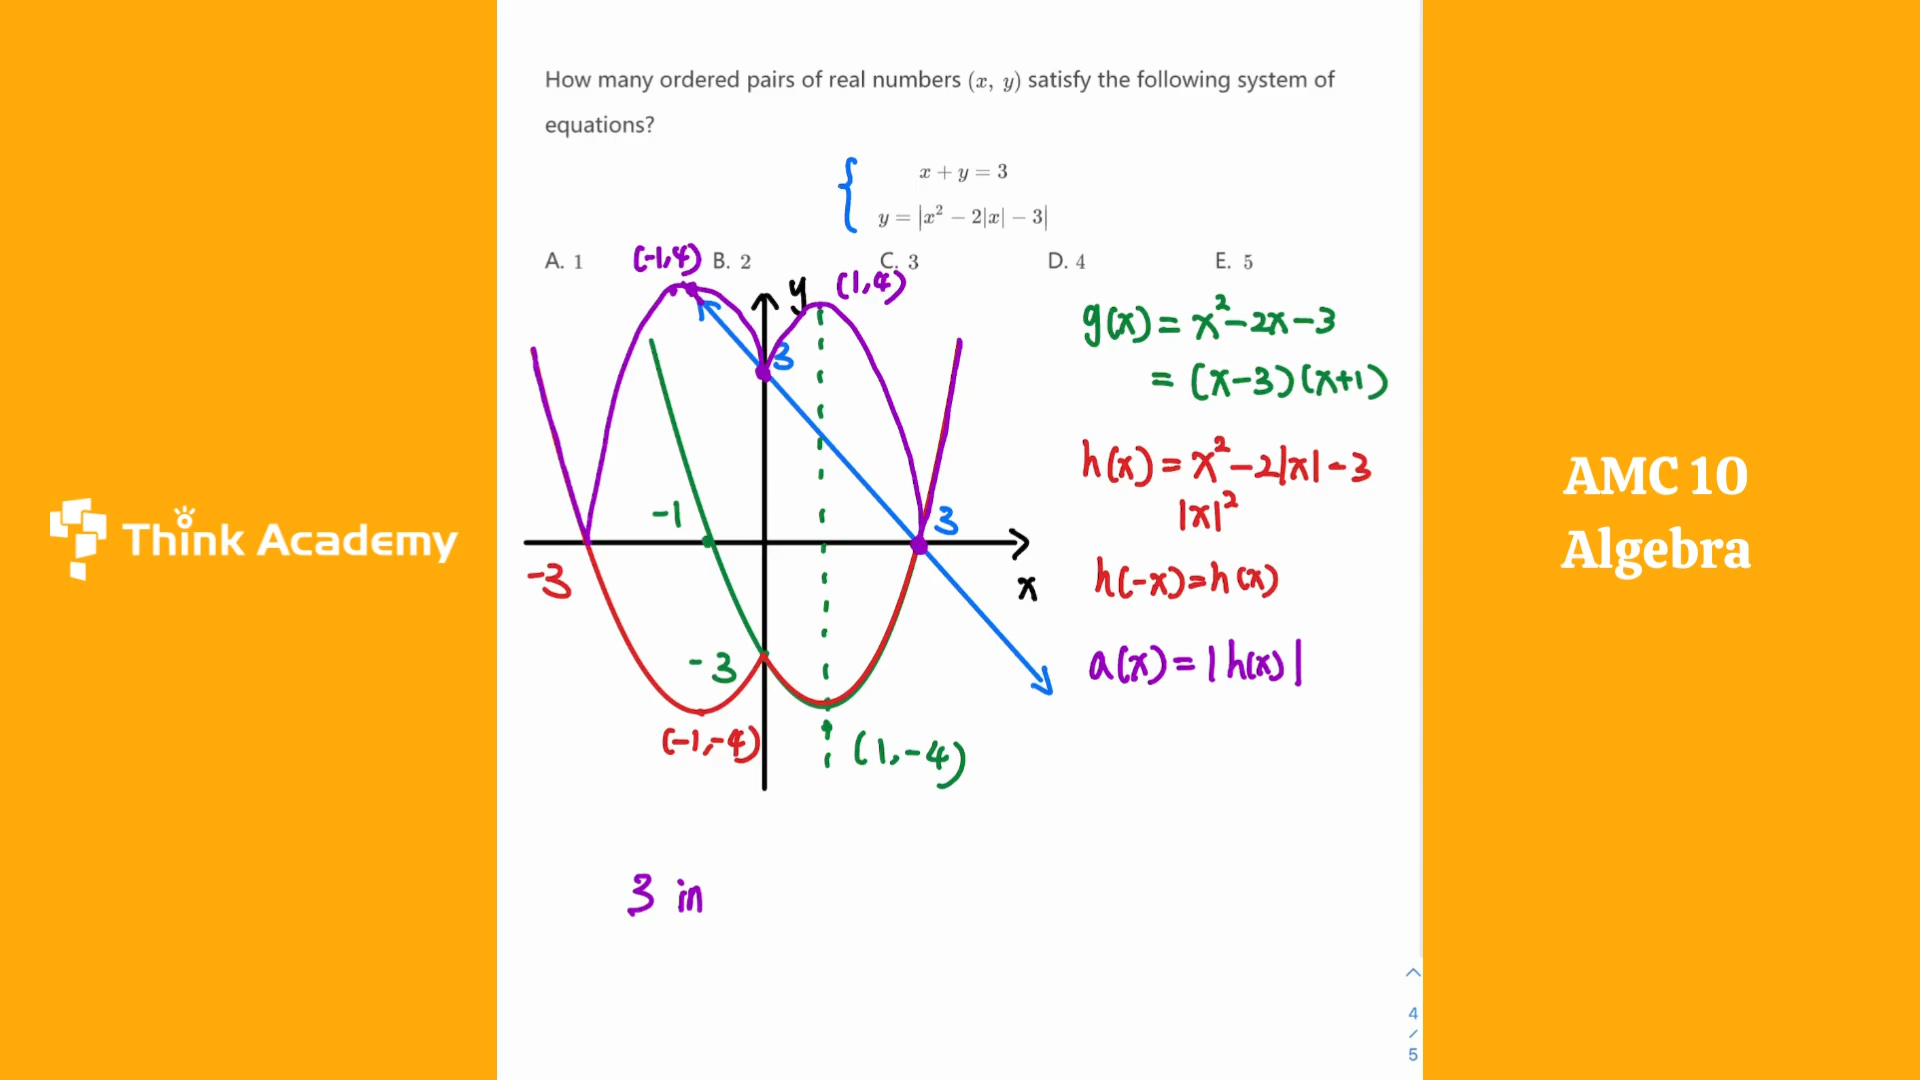 How many ordered pairs of real numbers (x, y) satisfy the following system of
equations?
x + y = 3
y = |x² − 2|x| − 3|
A. 1 B. 2 C. 3 D. 4 E. 5
(-1,4)
y
(1,4)
3
g(x) = x²-2x-3
= (x-3)(x+1)
h(x) = x²-2|x|-3
|x|²
-1
3
-3
x
h(-x)=h(x)
-3
a(x)=|h(x)|
(-1,-4)
(1,-4)
3 in
Think Academy
AMC 10
Algebra
4
/
5